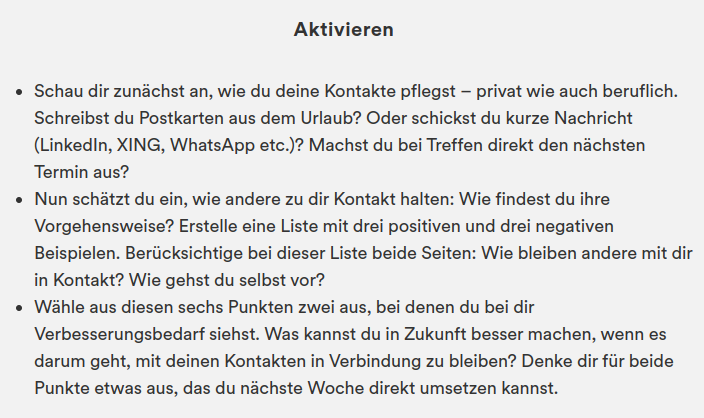 Aktivieren
• Schau dir zunächst an, wie du deine Kontakte pflegst – privat wie auch beruflich.
Schreibst du Postkarten aus dem Urlaub? Oder schickst du kurze Nachricht
(LinkedIn, XING, WhatsApp etc.)? Machst du bei Treffen direkt den nächsten
Termin aus?
• Nun schätzt du ein, wie andere zu dir Kontakt halten: Wie findest du ihre
Vorgehensweise? Erstelle eine Liste mit drei positiven und drei negativen
Beispielen. Berücksichtige bei dieser Liste beide Seiten: Wie bleiben andere mit dir
in Kontakt? Wie gehst du selbst vor?
• Wähle aus diesen sechs Punkten zwei aus, bei denen du bei dir
Verbesserungsbedarf siehst. Was kannst du in Zukunft besser machen, wenn es
darum geht, mit deinen Kontakten in Verbindung zu bleiben? Denke dir für beide
Punkte etwas aus, das du nächste Woche direkt umsetzen kannst.